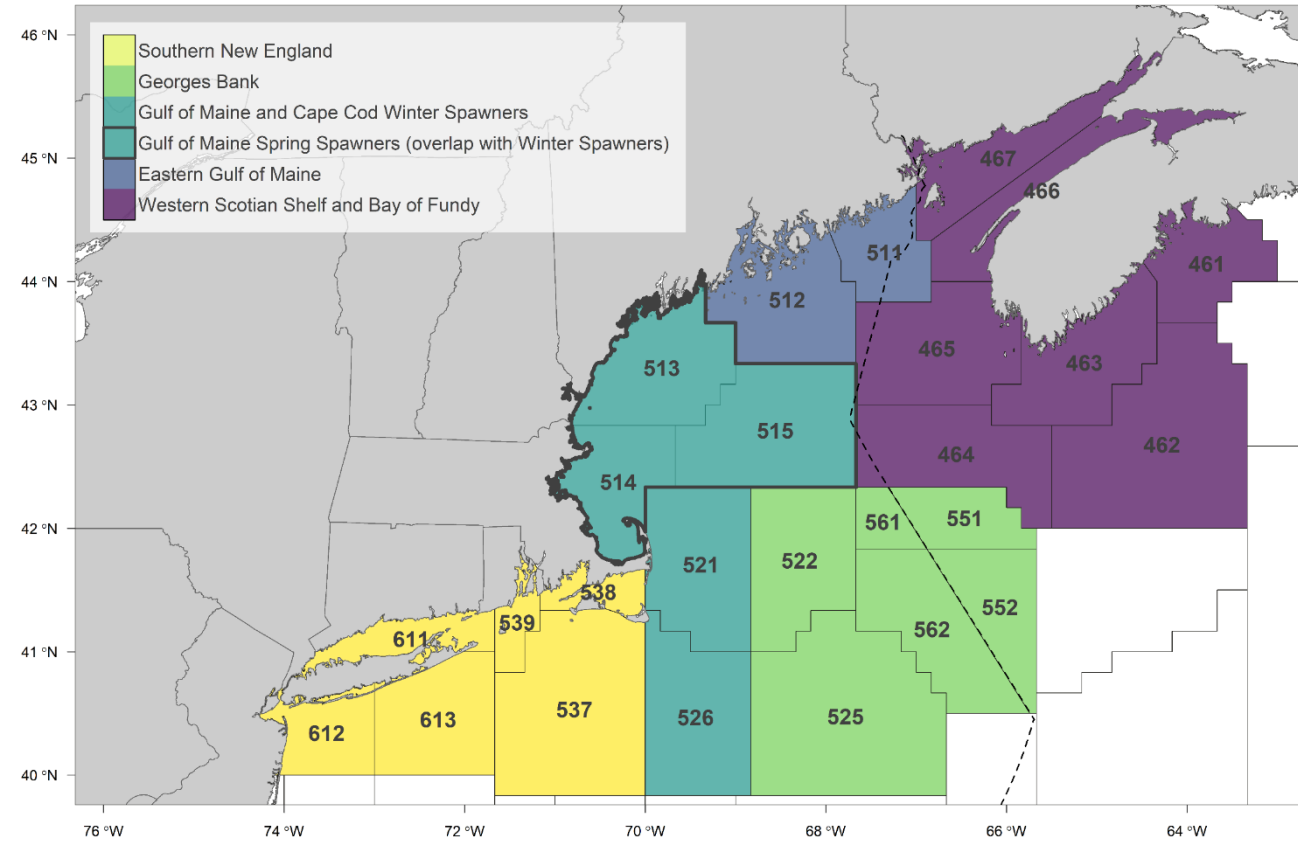 46 °N
Southern New England
Georges Bank
Gulf of Maine and Cape Cod Winter Spawners
Gulf of Maine Spring Spawners (overlap with Winter Spawners)
Eastern Gulf of Maine
Western Scotian Shelf and Bay of Fundy
45 °N
467
466
44 °N
511
461
512
43 °N
465
463
513
515
464
462
514
42 °N
561
551
521
522
538
552
539
562
41 °N
611
537
613
526
525
612
40 °N
76 °W
74 °W
72 °W
70 °W
68 °W
66 °W
64 °W